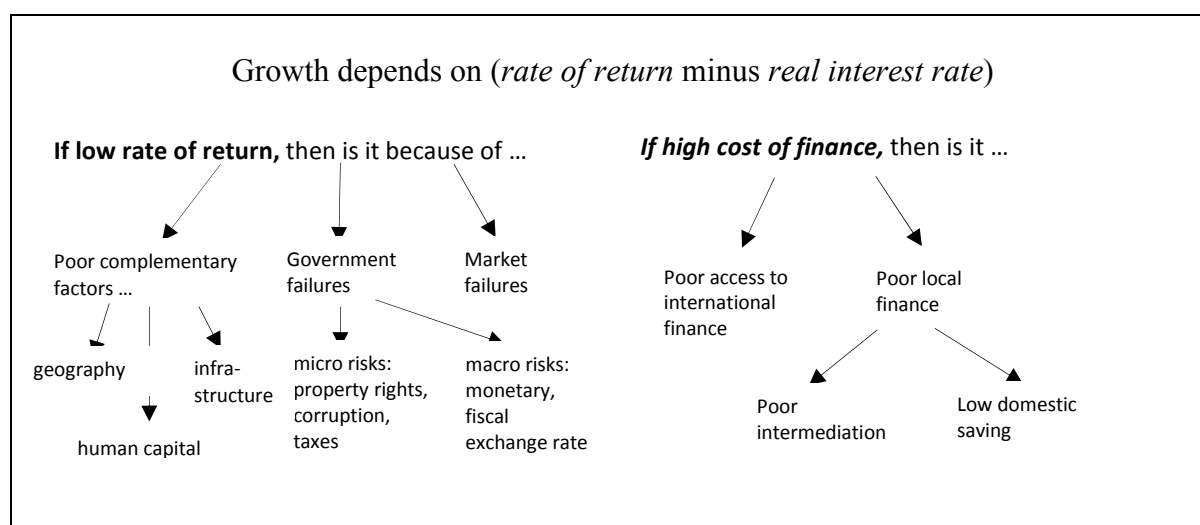 Growth depends on (rate of return minus real interest rate)
If low rate of return, then is it because of …
If high cost of finance, then is it …
Poor complementary
factors …
Government
failures
Market
failures
Poor access to
international
finance
Poor local
finance
geography
infra-
structure
human capital
micro risks:
property rights,
corruption,
taxes
macro risks:
monetary,
fiscal
exchange rate
Poor
intermediation
Low domestic
saving